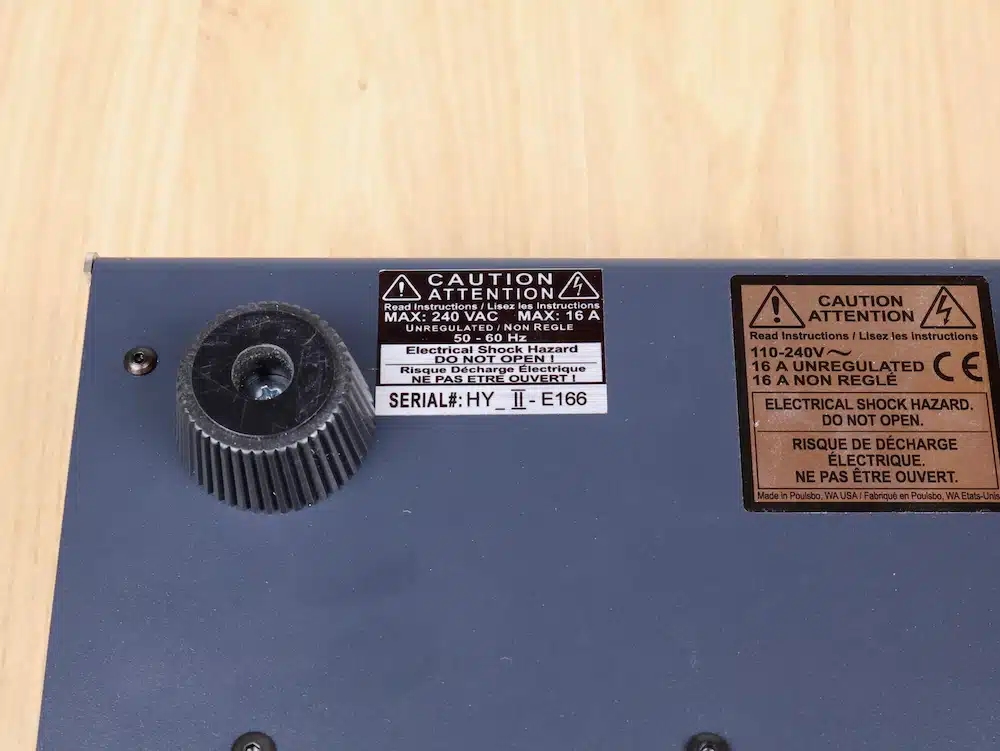 CAUTION
ATTENTION
Read Instructions / Lisez les Instructions
MAX: 240 VAC MAX: 16 A
UNREGULATED / NON REGLE
50 - 60 Hz
Electrical Shock Hazard
DO NOT OPEN !
Risque Décharge Électrique
NE PAS ETRE OUVERT !
SERIAL#: HY_ II - E166
CAUTION
ATTENTION
Read Instructions / Lisez les Instructions
110-240V~
16 A UNREGULATED
16 A NON REGLÉ
CE
ELECTRICAL SHOCK HAZARD.
DO NOT OPEN.
RISQUE DE DÉCHARGE
ÉLECTRIQUE.
NE PAS ÊTRE OUVERT.
Made in Poulsbo, WA USA / Fabriqué en Poulsbo, WA Etats-Unis